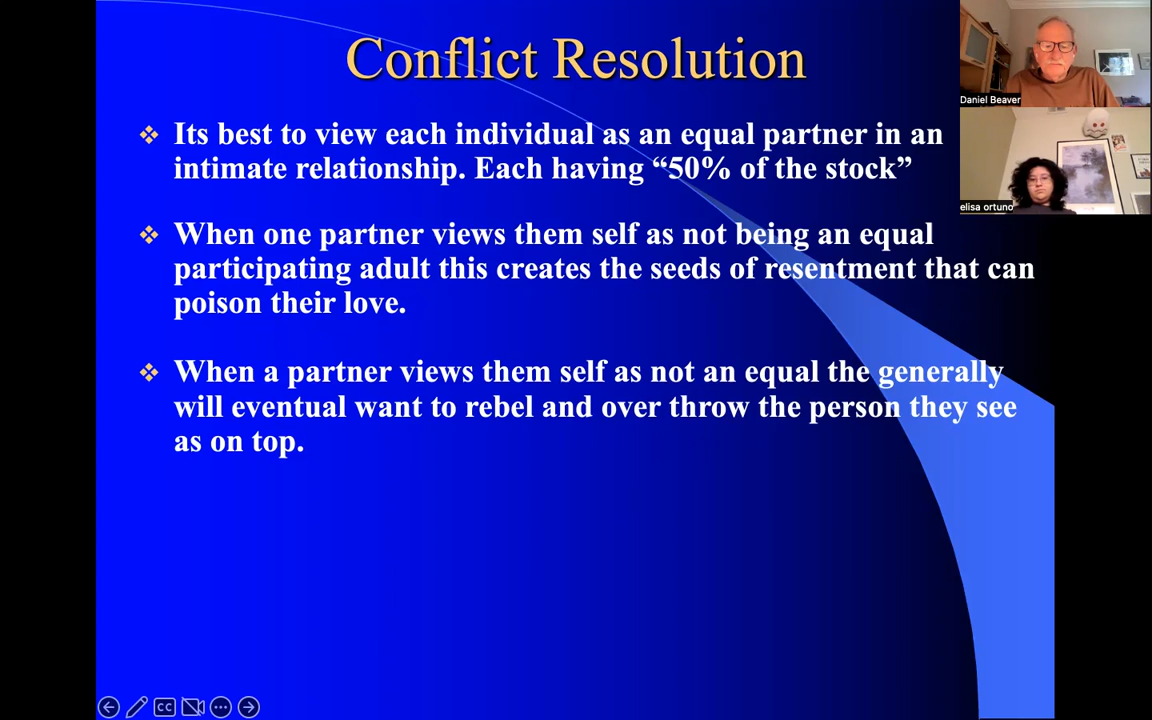 Conflict Resolution
Its best to view each individual as an equal partner in an
intimate relationship. Each having “50% of the stock”
When one partner views them self as not being an equal
participating adult this creates the seeds of resentment that can
poison their love.
When a partner views them self as not an equal the generally
will eventual want to rebel and over throw the person they see
as on top.
Daniel Beaver
elisa ortuno
CC